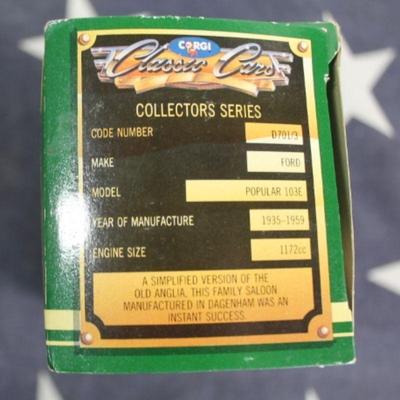 CORGI
Classic Cars
COLLECTORS SERIES
CODE NUMBER D701/3
MAKE FORD
MODEL POPULAR 103E
YEAR OF MANUFACTURE 1935-1959
ENGINE SIZE 1172cc
A SIMPLIFIED VERSION OF THE
OLD ANGLIA, THIS FAMILY SALOON
MANUFACTURED IN DAGENHAM WAS AN
INSTANT SUCCESS.